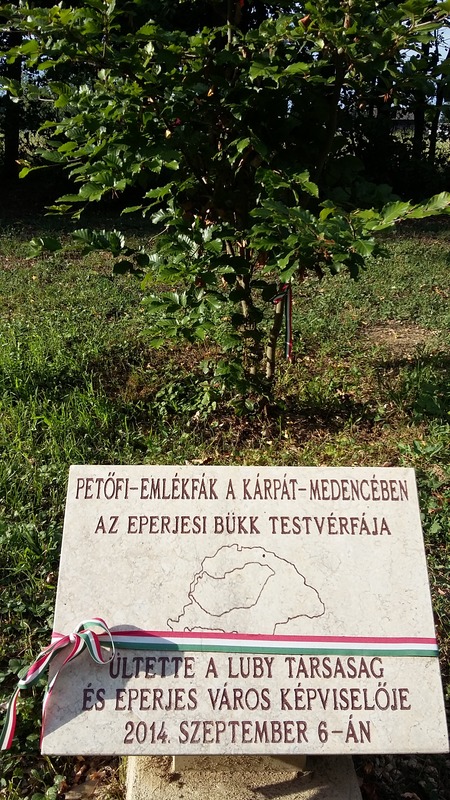 PETŐFI-EMLÉKFÁK A KÁRPÁT-MEDENCÉBEN
AZ EPERJESI BÜKK TESTVÉRFÁJA
ÜLTETTE A LUBY TÁRSASÁG
ÉS EPERJES VÁROS KÉPVISELŐJE
2014. SZEPTEMBER 6-ÁN